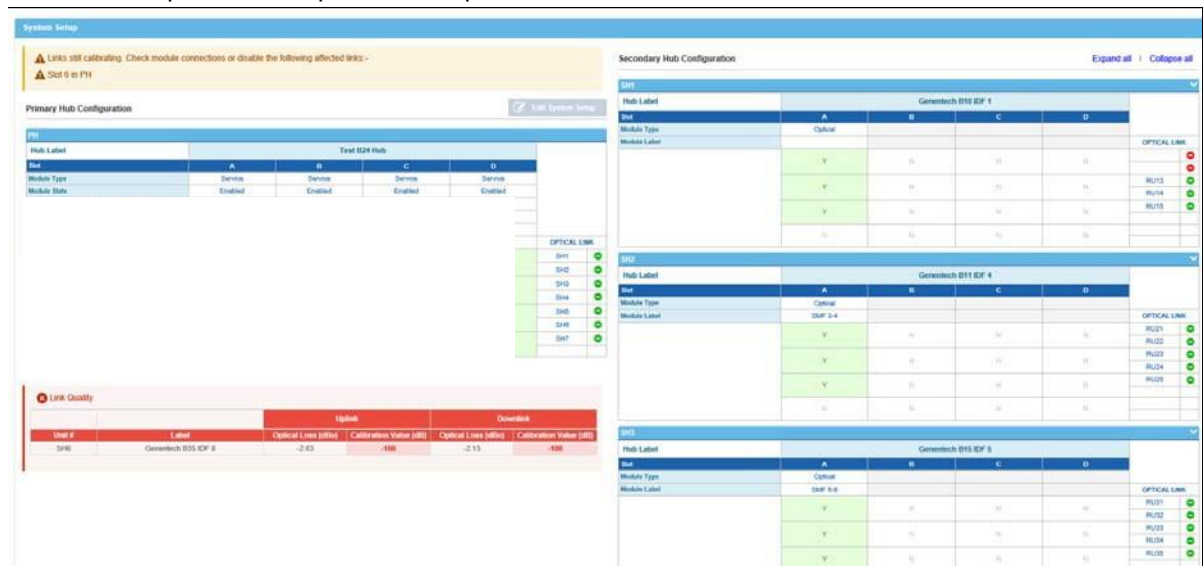 System Setup
Links still calibrating. Check module connections or disable the following affected links:-
Slot 6 in PH
Primary Hub Configuration
Edit System Setup
PH
Hub Label Test B24 Hub
Slot A B C D
Module Type Service Service Service Service
Module State Enabled Enabled Enabled Enabled
OPTICAL LINK
SH1
SH2
SH3
SH4
SH5
SH6
SH7
Link Quality
Uplink Downlink
Unit # Label Optical Loss (dBo) Calibration Value (dB) Optical Loss (dBo) Calibration Value (dB)
SH6 Genentech B35 IDF 8 -2.03 -100 -2.13 -100
Secondary Hub Configuration
Expand all | Collapse all
SH1
Hub Label Genentech B10 IDF 1
Slot A B C D
Module Type Optical
Module Label OPTICAL LINK
Y N N N
Y N N N RU13
RU14
Y N N N RU15
N N N N
SH2
Hub Label Genentech B11 IDF 4
Slot A B C D
Module Type Optical
Module Label SMF 3-4 OPTICAL LINK
Y N N N RU21
RU22
Y N N N RU23
RU24
Y N N N RU25
N N N N
SH3
Hub Label Genentech B15 IDF
Slot A B C D
Module Type Optical
Module Label SMF OPTICAL LINK
Y N N N RU31
RU32
Y N N N RU33
RU34
Y N N N RU35